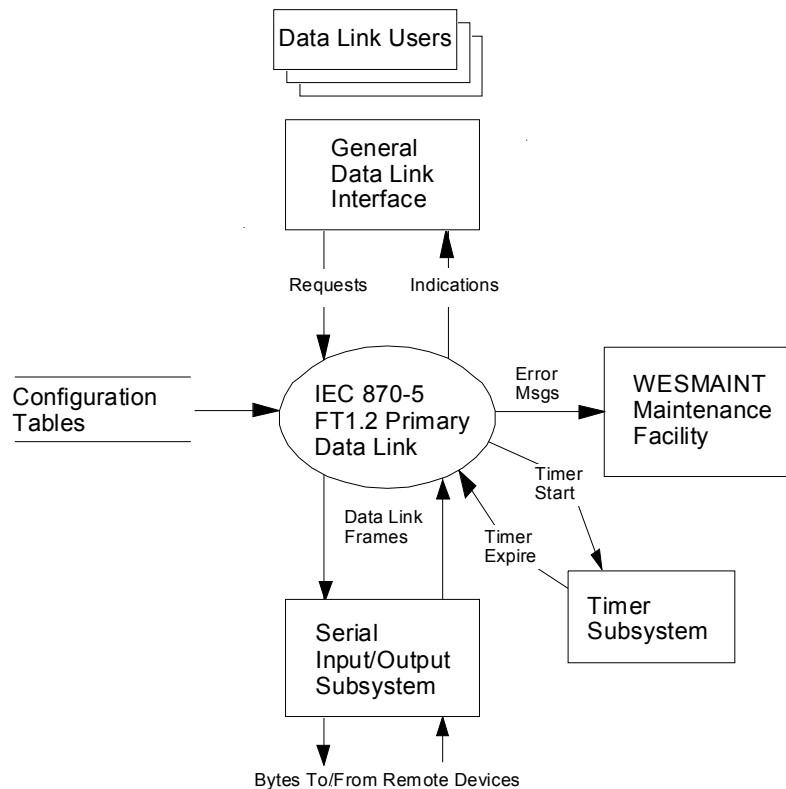 Data Link Users
General
Data Link
Interface
Requests
Indications
Configuration
Tables
IEC 870-5
FT1.2 Primary
Data Link
Error
Msgs
WESMAINT
Maintenance
Facility
Timer
Start
Data Link
Frames
Timer
Expire
Timer
Subsystem
Serial
Input/Output
Subsystem
Bytes To/From Remote Devices